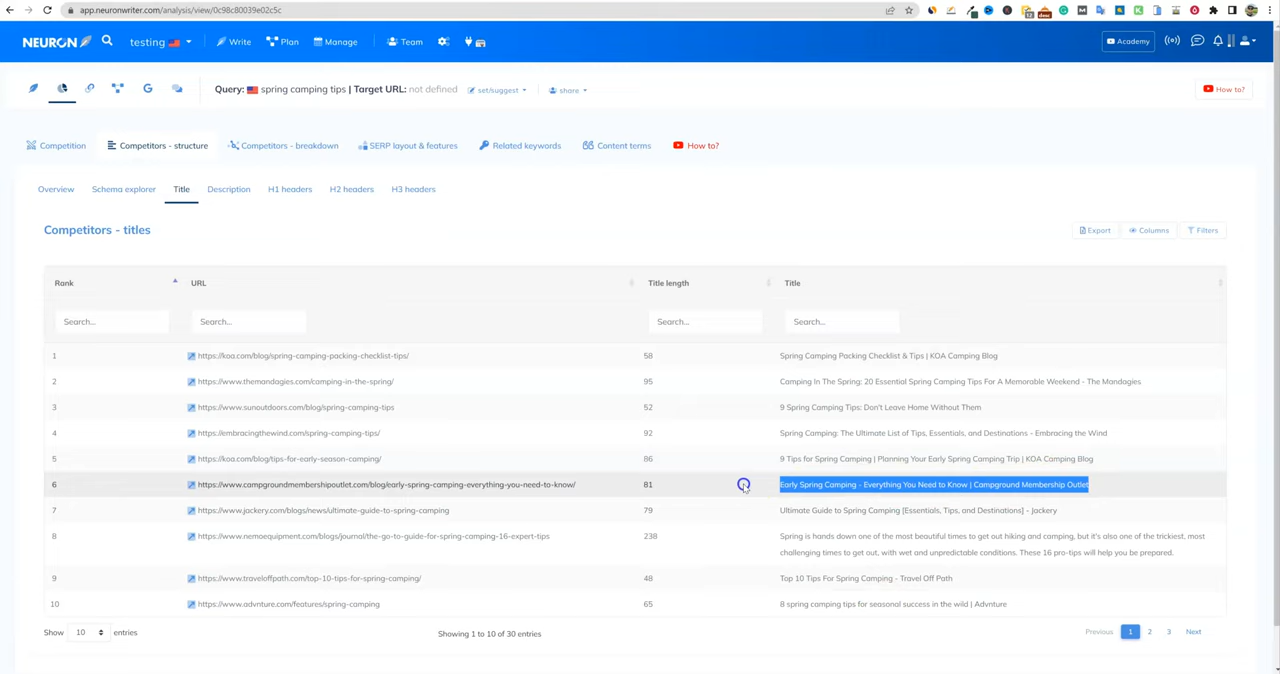 app.neuronwriter.com/analysis/view/0c98c80309e02c5c
12
desc
NEURON
testing
Write
Plan
Manage
Team
Academy
Query: spring camping tips | Target URL: not defined
set/suggest
share
How to?
Competition
Competitors - structure
Competitors - breakdown
SERP layout & features
Related keywords
Content terms
How to?
Overview
Schema explorer
Title
Description
H1 headers
H2 headers
H3 headers
Competitors - titles
Export
Columns
Filters
Rank URL Title length Title
Search... Search... Search... Search...
1 https://koa.com/blog/spring-camping-packing-checklist-tips/ 58 Spring Camping Packing Checklist & Tips | KOA Camping Blog
2 https://www.themandagies.com/camping-in-the-spring/ 95 Camping In The Spring: 20 Essential Spring Camping Tips For A Memorable Weekend - The Mandagies
3 https://www.sunoutdoors.com/blog/spring-camping-tips 52 9 Spring Camping Tips: Don't Leave Home Without Them
4 https://embracingthewind.com/spring-camping-tips/ 92 Spring Camping: The Ultimate List of Tips, Essentials, and Destinations - Embracing the Wind
5 https://koa.com/blog/tips-for-early-season-camping/ 86 9 Tips for Spring Camping | Planning Your Early Spring Camping Trip | KOA Camping Blog
6 https://www.campgroundmembershipoutlet.com/blog/early-spring-camping-everything-you-need-to-know/ 81 Early Spring Camping - Everything You Need to Know | Campground Membership Outlet
7 https://www.jackery.com/blogs/news/ultimate-guide-to-spring-camping 79 Ultimate Guide to Spring Camping [Essentials, Tips, and Destinations] - Jackery
8 https://www.nemoequipment.com/blogs/journal/the-go-to-guide-for-spring-camping-16-expert-tips 238 Spring is hands down one of the most beautiful times to get out hiking and camping, but it's also one of the trickiest, most
challenging times to get out, with wet and unpredictable conditions. These 16 pro-tips will help you be prepared.
9 https://www.traveloffpath.com/top-10-tips-for-spring-camping/ 48 Top 10 Tips For Spring Camping - Travel Off Path
10 https://www.advnture.com/features/spring-camping 65 8 spring camping tips for seasonal success in the wild | Advnture
Show 10 entries
Showing 1 to 10 of 30 entries
Previous 1 2 3 Next